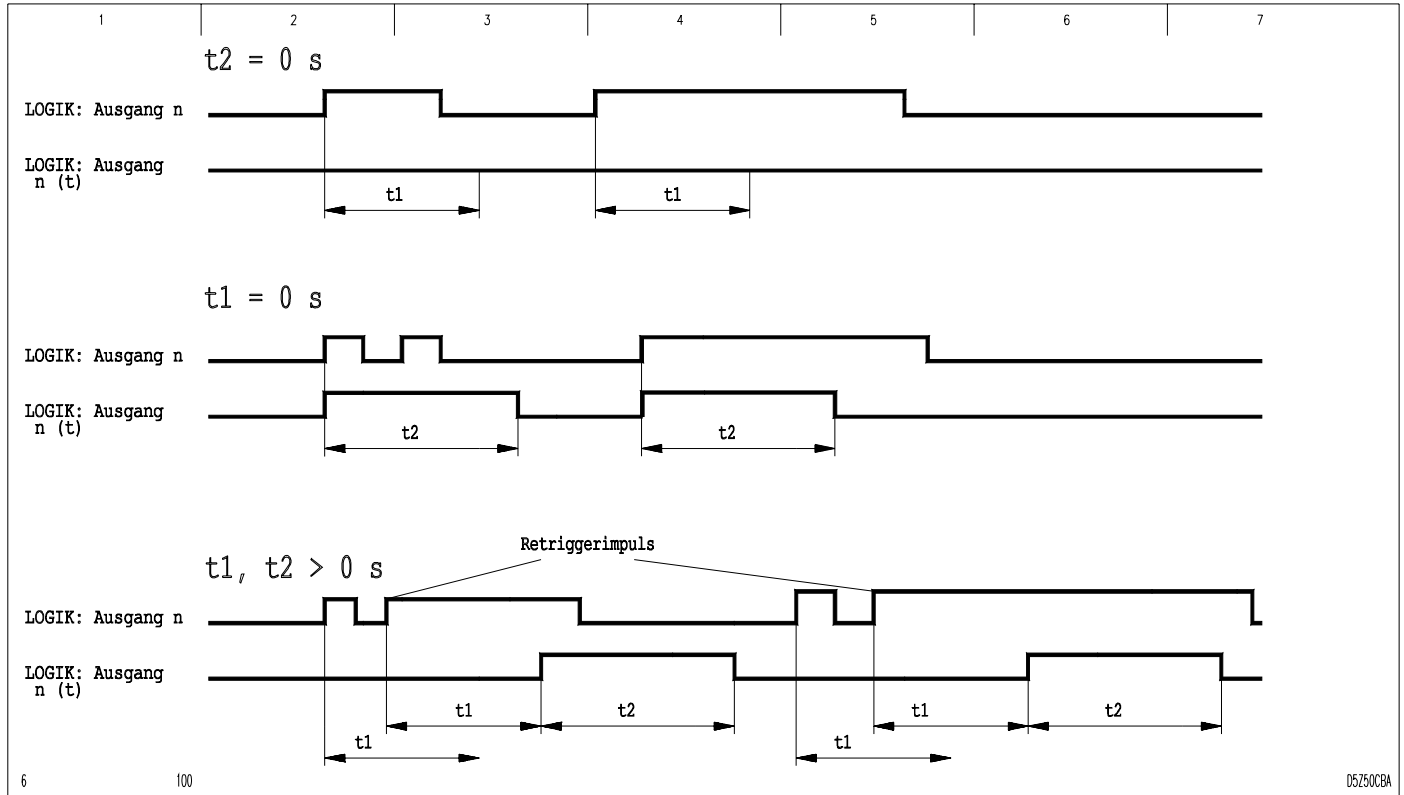 1 2 3 4 5 6 7
t2 = 0 s
LOGIK: Ausgang n
LOGIK: Ausgang
n (t)
t1 t1
t1 = 0 s
LOGIK: Ausgang n
LOGIK: Ausgang
n (t)
t2 t2
Retriggerimpuls
t1, t2 > 0 s
LOGIK: Ausgang n
LOGIK: Ausgang
n (t)
t1 t2 t1 t2
t1 t1
6 100 D5Z50CBA